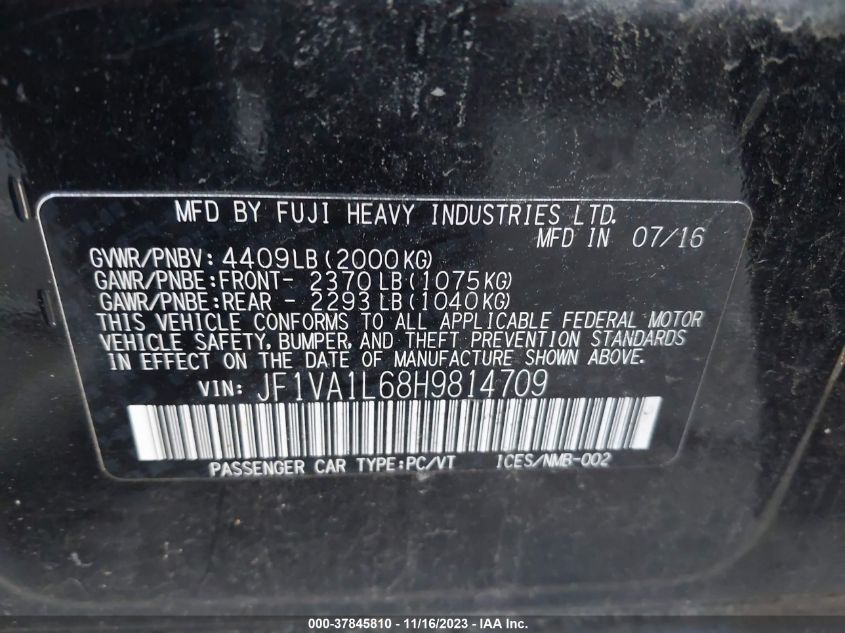 MFD BY FUJI HEAVY INDUSTRIES LTD.
MFD IN 07/16
GVWR/PNBV: 4409LB(2000KG)
GAWR/PNBE:FRONT- 2370LB(1075KG)
GAWR/PNBE:REAR - 2293LB(1040KG)
THIS VEHICLE CONFORMS TO ALL APPLICABLE FEDERAL MOTOR
VEHICLE SAFETY, BUMPER, AND THEFT PREVENTION STANDARDS
IN EFFECT ON THE DATE OF MANUFACTURE SHOWN ABOVE.
VIN: JF1VA1L68H9814709
PASSENGER CAR TYPE:PC/VT ICES/NMB-002
000-37845810 - 11/16/2023 - IAA Inc.